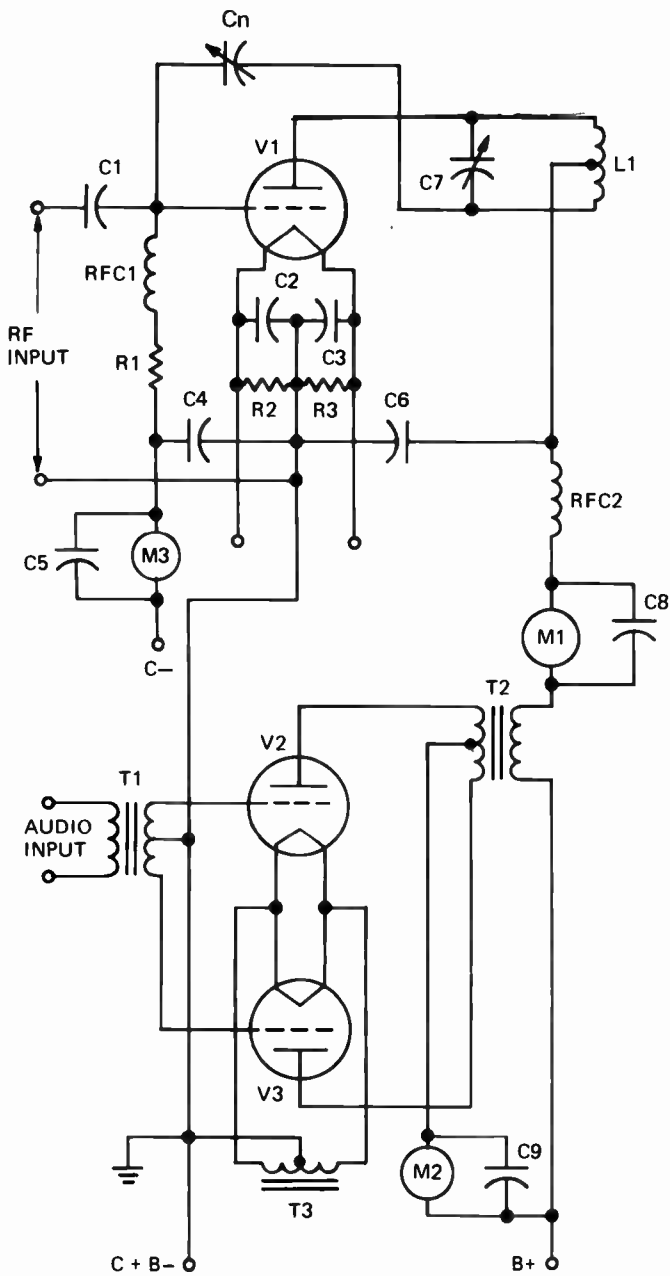 Cn
V1
C1
C7
L1
RFC1
C2
RF
INPUT
C3
R1
R2
R3
C4
C6
RFC2
C5
M3
C8
M1
C–
T2
V2
T1
AUDIO
INPUT
V3
C9
M2
T3
C + B–
B+